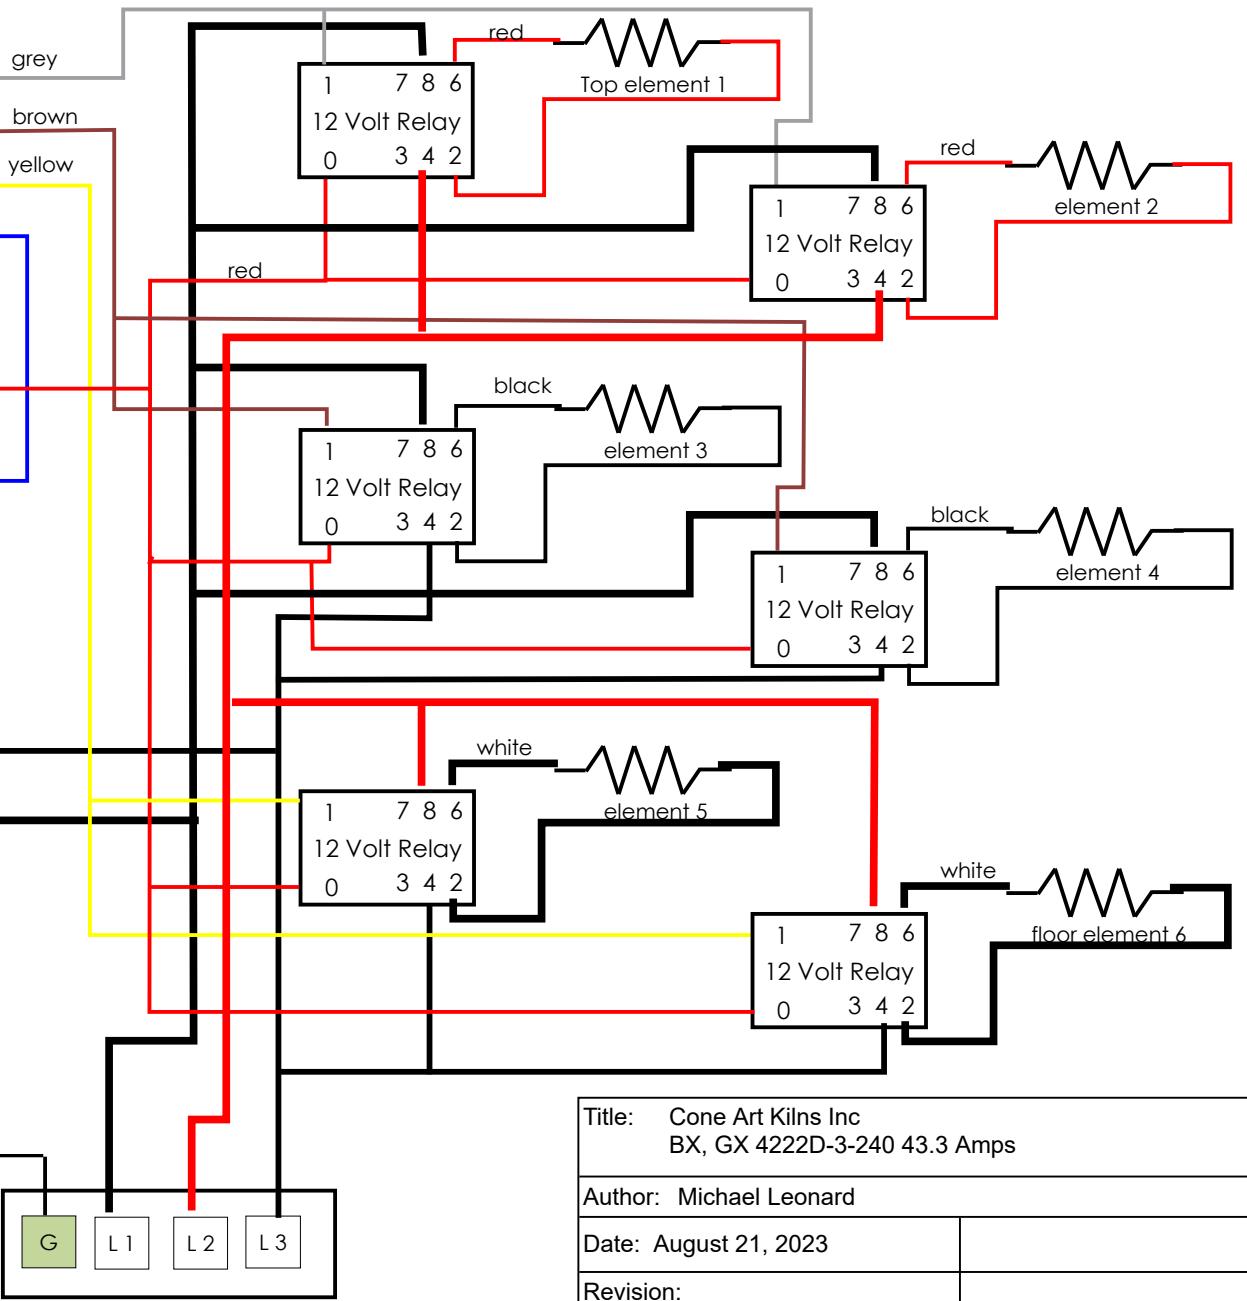 grey
brown
yellow
red
1 7 8 6
12 Volt Relay
0 3 4 2
Top element 1
red
1 7 8 6
12 Volt Relay
0 3 4 2
element 2
red
black
1 7 8 6
12 Volt Relay
0 3 4 2
element 3
black
1 7 8 6
12 Volt Relay
0 3 4 2
element 4
white
1 7 8 6
12 Volt Relay
0 3 4 2
element 5
white
1 7 8 6
12 Volt Relay
0 3 4 2
floor element 6
G L 1 L 2 L 3
Title: Cone Art Kilns Inc
BX, GX 4222D-3-240 43.3 Amps
Author: Michael Leonard
Date: August 21, 2023
Revision: